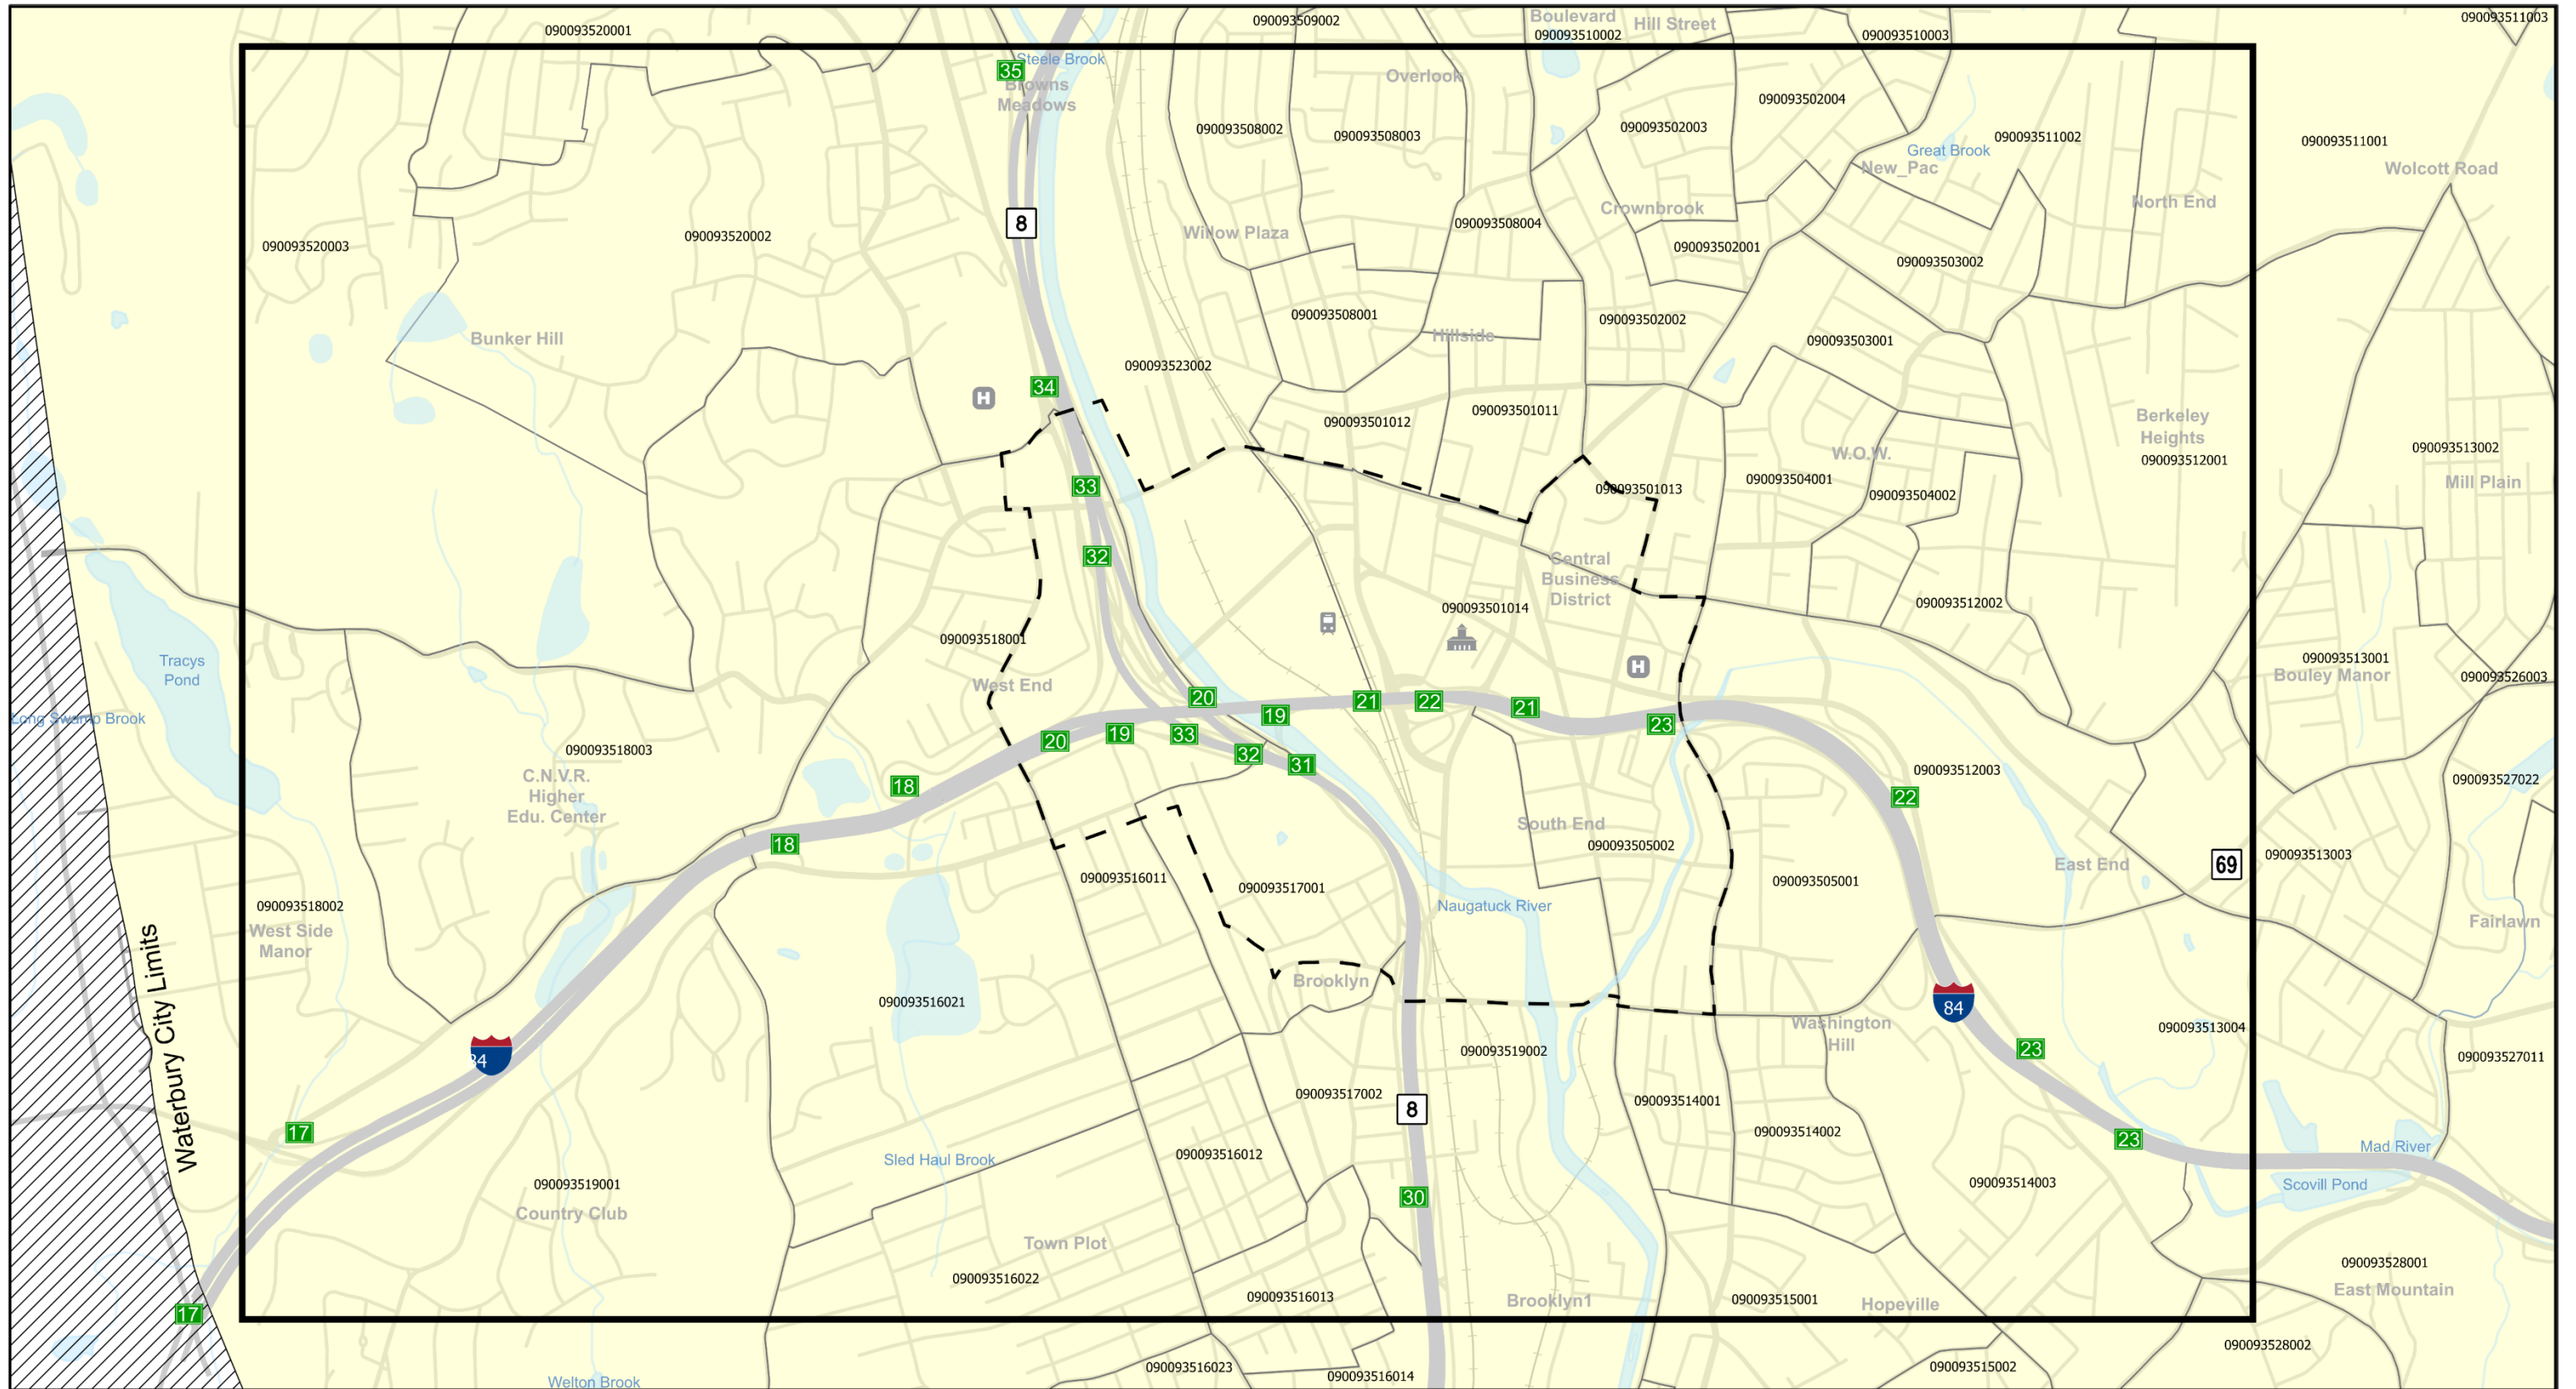 090093509002
Boulevard
090093511003
090093520001
Hill Street
090093510002
090093510003
Steele Brook
35
Browns
Meadows
Overlook
090093502004
090093508002
090093508003
090093502003
090093511002
090093511001
Great Brook
New_Pac
Wolcott Road
North End
Crownbrook
8
090093508004
Willow Plaza
090093520002
090093520003
090093502001
090093503002
090093508001
090093502002
Bunker Hill
Hillside
090093503001
090093523002
34
H
090093501011
090093501012
Berkeley
Heights
090093512001
W.O.W.
090093513002
Mill Plain
33
090093501013
090093504001
090093504002
32
Central
Business
District
090093501014
090093512002
090093518001
Tracys
Pond
H
090093513001
Bouley Manor
090093526003
West End
20
21
22
21
Long Swamp Brook
19
23
20
19
33
090093518003
32
31
C.N.V.R.
Higher
Edu. Center
090093512003
090093527022
18
22
South End
18
090093505002
090093513003
East End
69
090093516011
090093517001
090093505001
090093518002
Naugatuck River
West Side
Manor
Fairlawn
Waterbury City Limits
Brooklyn
090093516021
84
84
Washington
Hill
090093513004
23
090093519002
090093527011
090093517002
090093514001
8
17
090093514002
23
Mad River
090093516012
Sled Haul Brook
090093519001
Country Club
30
090093514003
Scovill Pond
Town Plot
090093516022
090093528001
East Mountain
090093516013
Brooklyn1
090093515001
Hopeville
17
090093528002
090093516023
090093516014
090093515002
Welton Brook